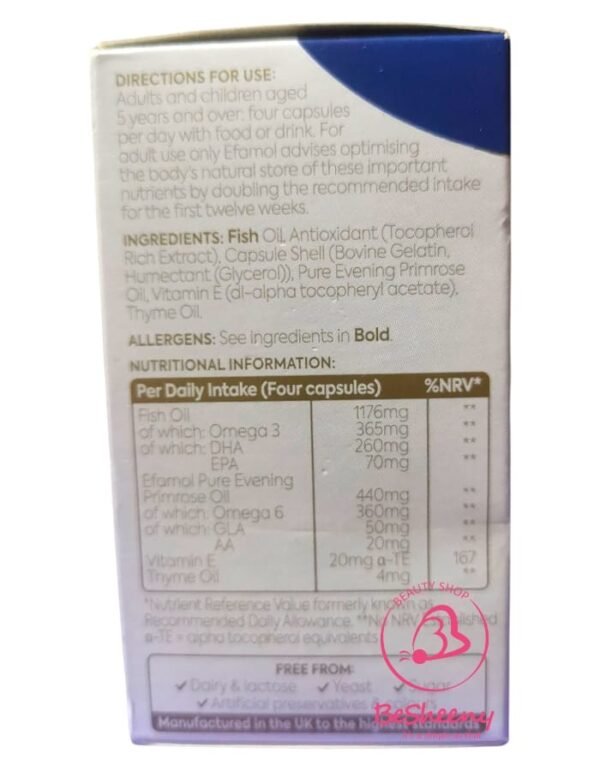 DIRECTIONS FOR USE:
Adults and children aged
5 years and over: four capsules
per day with food or drink. For
adult use only Efamol advises optimising
the body's natural store of these important
nutrients by doubling the recommended intake
for the first twelve weeks.
INGREDIENTS: Fish Oil, Antioxidant (Tocopherol
Rich Extract), Capsule Shell (Bovine Gelatin,
Humectant (Glycerol)), Pure Evening Primrose
Oil, Vitamin E (dl-alpha tocopheryl acetate),
Thyme Oil.
ALLERGENS: See ingredients in Bold.
NUTRITIONAL INFORMATION:
Per Daily Intake (Four capsules) %NRV*
Fish Oil 1176mg **
of which: Omega 3 365mg **
of which: DHA 260mg **
EPA 70mg **
Efamol Pure Evening
Primrose Oil 440mg **
of which: Omega 6 360mg **
of which: GLA 50mg **
AA 20mg **
Vitamin E 20mg α-TE 167
Thyme Oil 4mg **
*Nutrient Reference Value formerly known as
Recommended Daily Allowance. **No NRV Established
α-TE = alpha tocopherol equivalents
FREE FROM:
✓ Dairy & lactose ✓ Yeast ✓ Sugar
✓ Artificial preservatives &
Manufactured in the UK to the highest standards
BEAUTY SHOP
BeSheeny